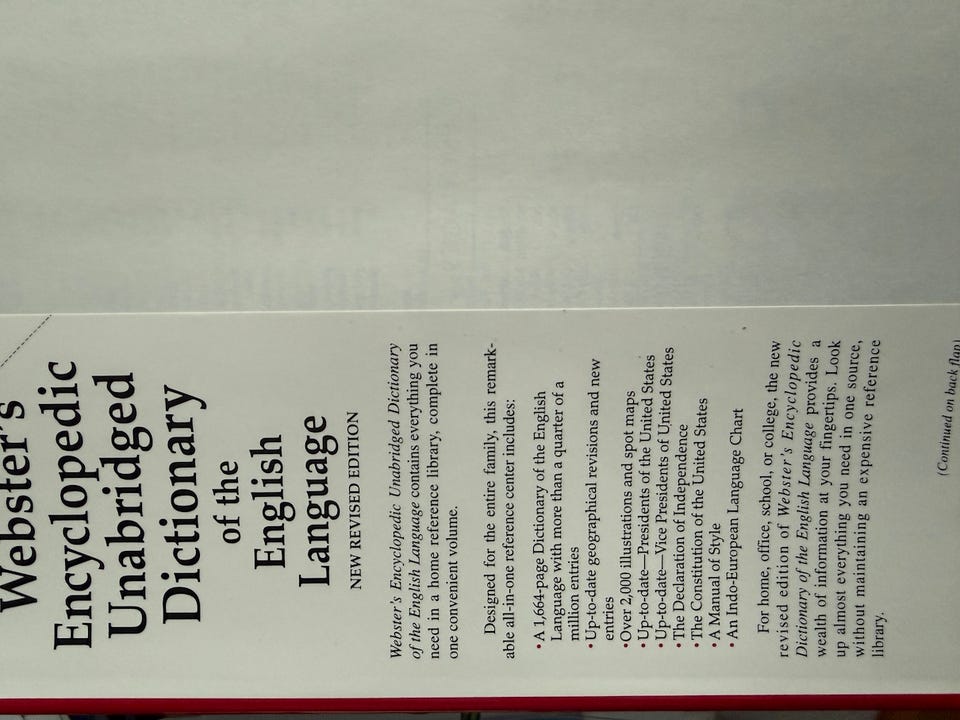 Webster's
Encyclopedic
Unabridged
Dictionary
of the
English
Language
NEW REVISED EDITION
Webster's Encyclopedic Unabridged Dictionary
of the English Language contains everything you
need in a home reference library, complete in
one convenient volume.
Designed for the entire family, this remark-
able all-in-one reference center includes:
• A 1,664-page Dictionary of the English
Language with more than a quarter of a
million entries
• Up-to-date geographical revisions and new
entries
• Over 2,000 illustrations and spot maps
• Up-to-date—Presidents of the United States
• Up-to-date—Vice Presidents of United States
• The Declaration of Independence
• The Constitution of the United States
• A Manual of Style
• An Indo-European Language Chart
For home, office, school, or college, the new
revised edition of Webster's Encyclopedic
Dictionary of the English Language provides a
wealth of information at your fingertips. Look
up almost everything you need in one source,
without maintaining an expensive reference
library.
(Continued on back flap)